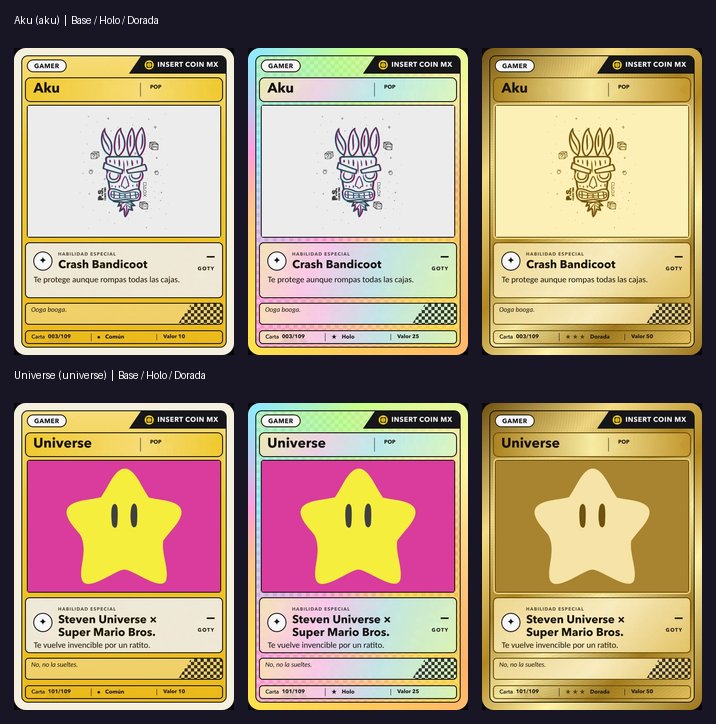 Aku (aku) | Base / Holo / Dorada
GAMER INSERT COIN MX
Aku POP
Habilidad especial
Crash Bandicoot —
GOTY
Te protege aunque rompas todas las cajas.
Ooga booga.
Carta 003/109 | ● Común | Valor 10
GAMER INSERT COIN MX
Aku POP
HABILIDAD ESPECIAL
Crash Bandicoot —
GOTY
Te protege aunque rompas todas las cajas.
Ooga booga.
Carta 003/109 | ★ Holo | Valor 25
GAMER INSERT COIN MX
Aku POP
HABILIDAD ESPECIAL
Crash Bandicoot —
GOTY
Te protege aunque rompas todas las cajas.
Ooga booga.
Carta 003/109 | ★★★ Dorada | Valor 50
Universe (universe) | Base / Holo / Dorada
GAMER INSERT COIN MX
Universe POP
HABILIDAD ESPECIAL
Steven Universe ×
Super Mario Bros. —
GOTY
Te vuelve invencible por un ratito.
No, no la sueltes.
Carta 101/109 | ● Común | Valor 10
GAMER INSERT COIN MX
Universe POP
HABILIDAD ESPECIAL
Steven Universe ×
Super Mario Bros. —
GOTY
Te vuelve invencible por un ratito.
No, no la sueltes.
Carta 101/109 | ★ Holo | Valor 25
GAMER INSERT COIN MX
Universe POP
HABILIDAD ESPECIAL
Steven Universe ×
Super Mario Bros. —
GOTY
Te vuelve invencible por un ratito.
No, no la sueltes.
Carta 101/109 | ★★★ Dorada | Valor 50